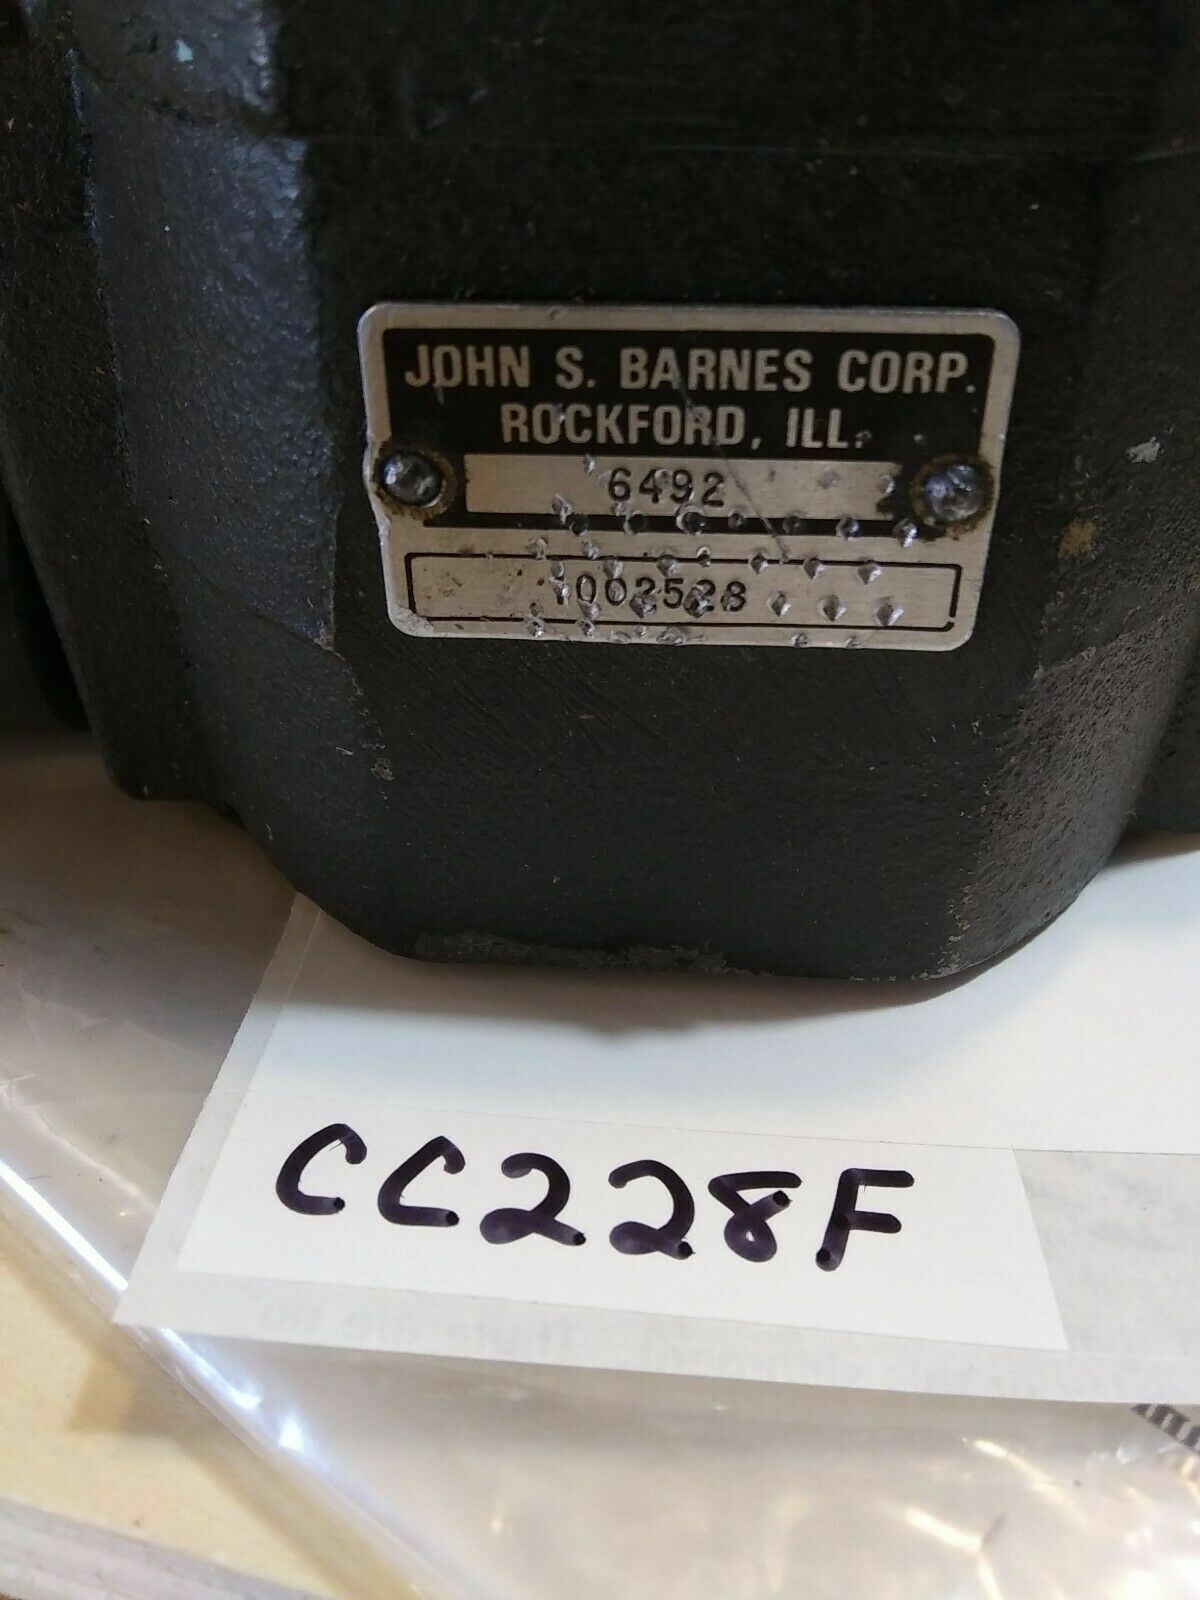 JOHN S. BARNES CORP.
ROCKFORD, ILL.
6492
1002528
CC228F